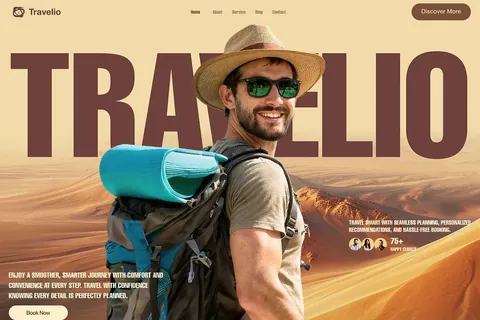 Travelio
Home About Service Blog Contact
Discover More
TRAVELIO
TRAVEL SMART WITH SEAMLESS PLANNING, PERSONALIZED
RECOMMENDATIONS, AND HASSLE-FREE BOOKING.
75+
HAPPY CLIENTS
ENJOY A SMOOTHER, SMARTER JOURNEY WITH COMFORT AND
CONVENIENCE AT EVERY STEP. TRAVEL WITH CONFIDENCE
KNOWING EVERY DETAIL IS PERFECTLY PLANNED.
Book Now